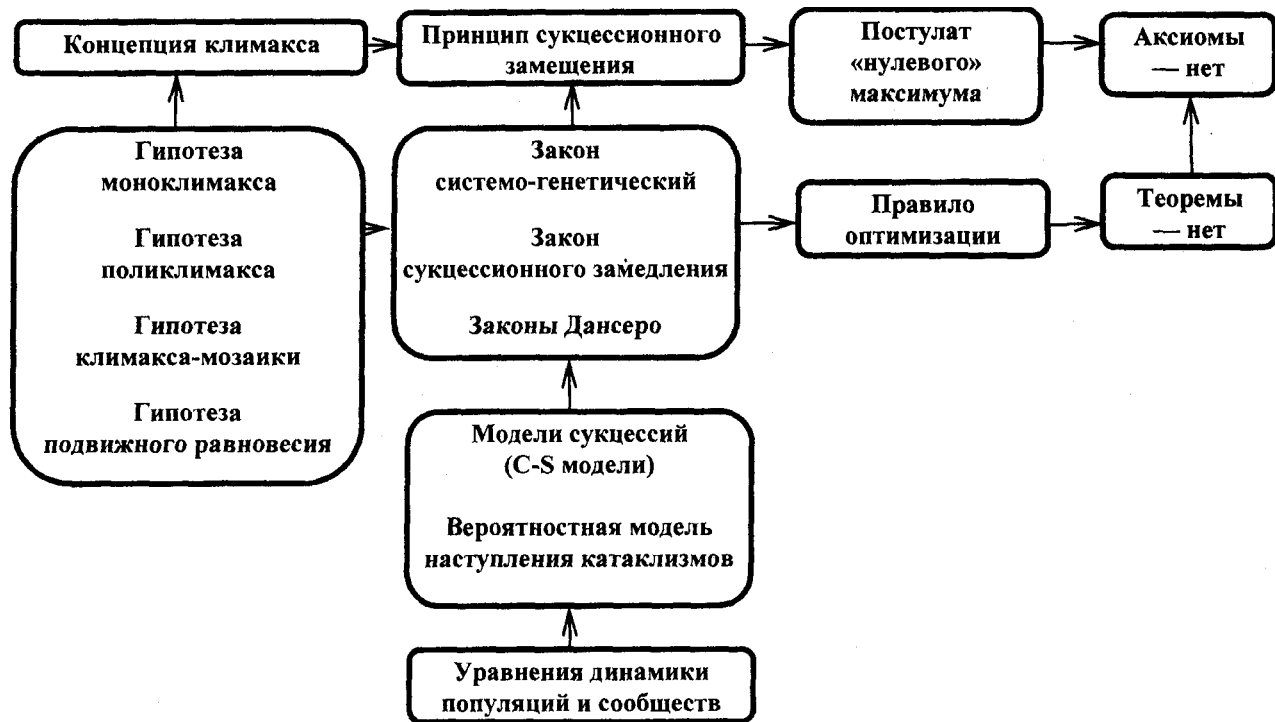 Концепция климакса
Принцип сукцессионного
замещения
Постулат
«нулевого»
максимума
Аксиомы
— нет
Гипотеза
моноклимакса
Гипотеза
поликлимакса
Гипотеза
климакса-мозаики
Гипотеза
подвижного равновесия
Закон
системо-генетический
Закон
сукцессионного замедления
Законы Дансеро
Правило
оптимизации
Теоремы
— нет
Модели сукцессий
(С-S модели)
Вероятностная модель
наступления катаклизмов
Уравнения динамики
популяций и сообществ